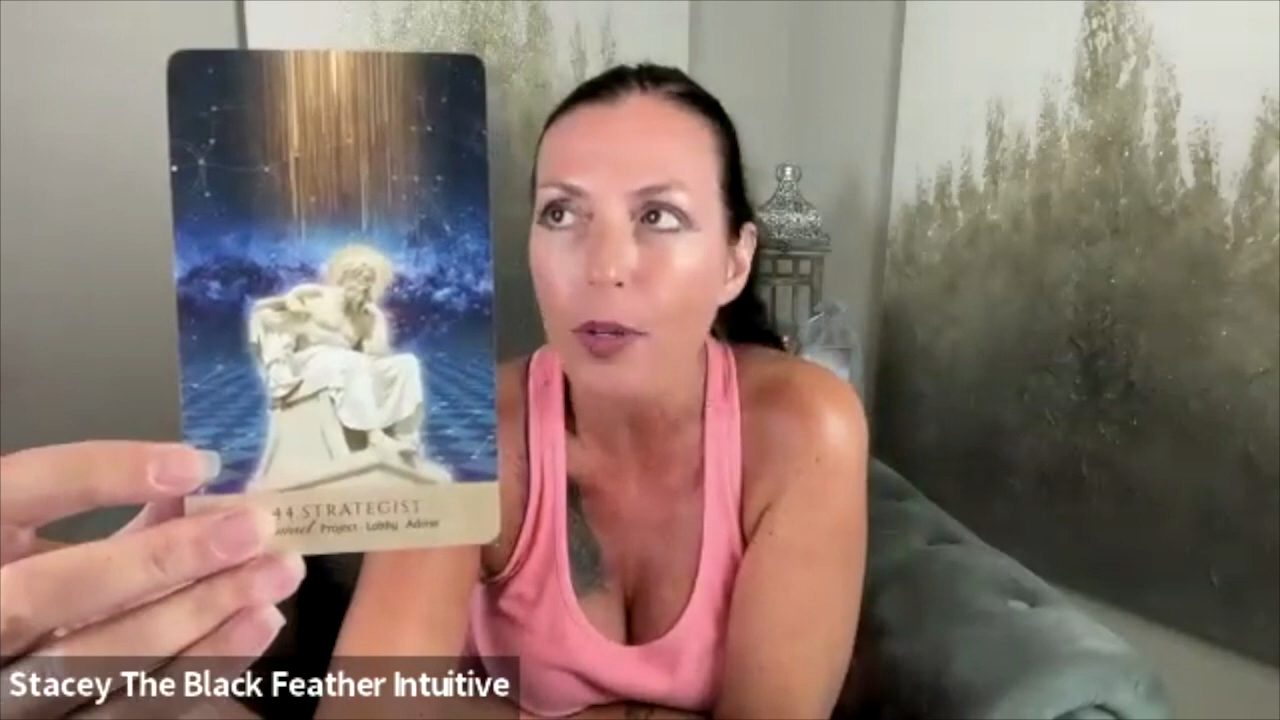 44 STRATEGIST
Project · Lobby · Advise
Stacey The Black Feather Intuitive